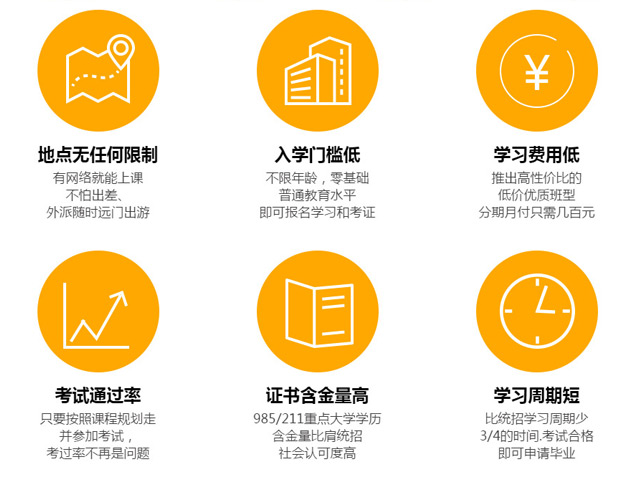 地点无任何限制
有网络就能上课
不怕出差、
外派随时远门出游
入学门槛低
不限年龄，零基础
普通教育水平
即可报名学习和考证
¥
学习费用低
推出高性价比的
低价优质班型
分期月付只需几百元
考试通过率
只要按照课程规划走
并参加考试，
考过率不再是问题
证书含金量高
985/211重点大学学历
含金量比肩统招
社会认可度高
学习周期短
比统招学习周期少
3/4的时间.考试合格
即可申请毕业